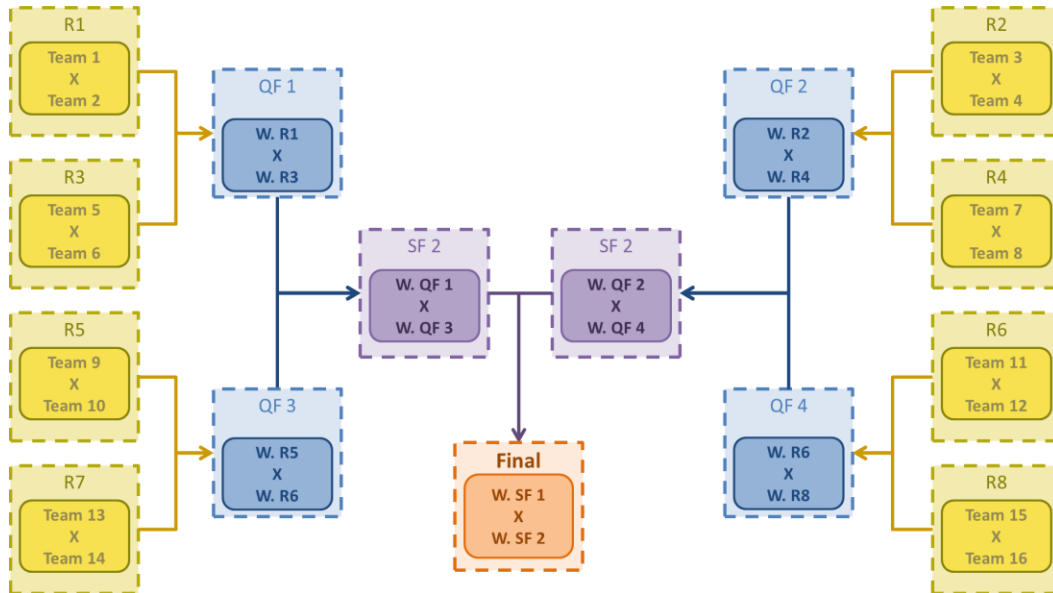 R1
Team 1
X
Team 2
R3
Team 5
X
Team 6
R5
Team 9
X
Team 10
R7
Team 13
X
Team 14
QF 1
W. R1
X
W. R3
QF 3
W. R5
X
W. R6
SF 2
W. QF 1
X
W. QF 3
SF 2
W. QF 2
X
W. QF 4
Final
W. SF 1
X
W. SF 2
QF 2
W. R2
X
W. R4
QF 4
W. R6
X
W. R8
R2
Team 3
X
Team 4
R4
Team 7
X
Team 8
R6
Team 11
X
Team 12
R8
Team 15
X
Team 16